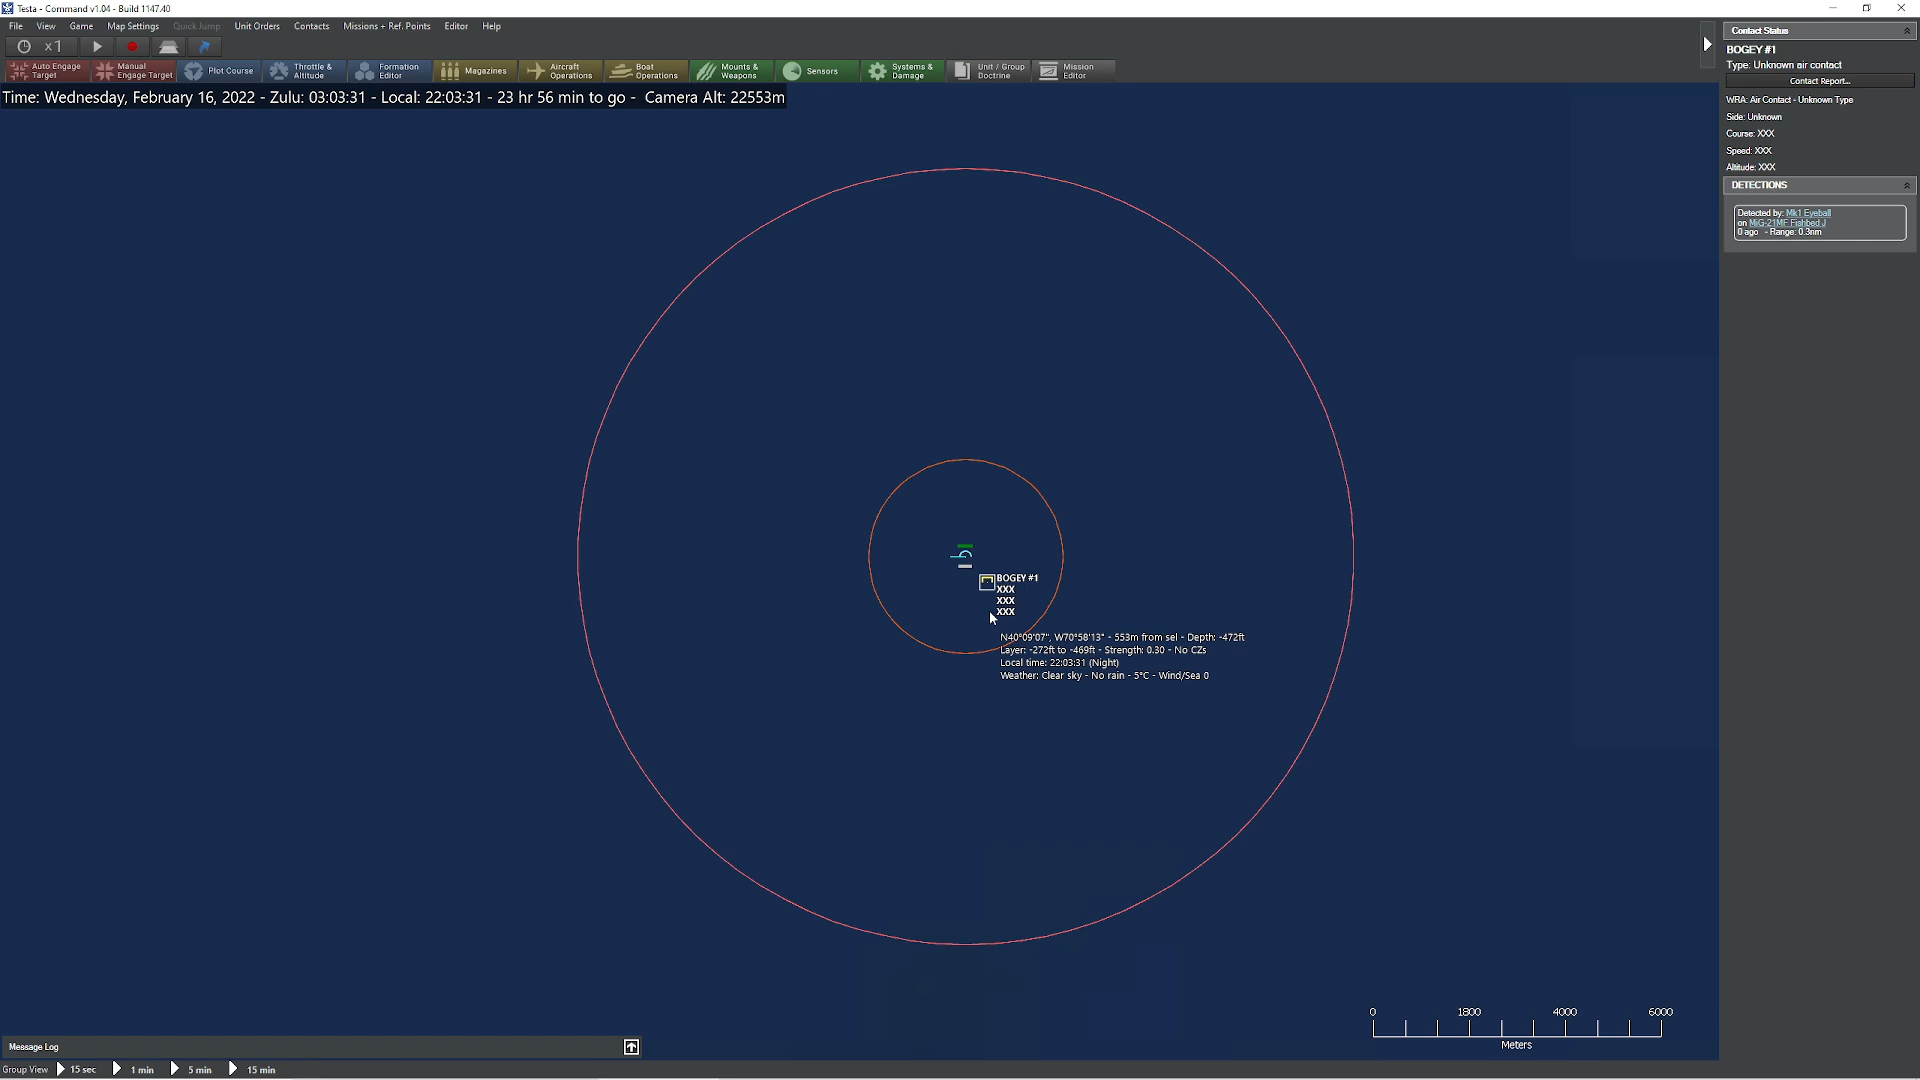 Testa - Command v1.04 - Build 1147.40
File View Game Map Settings Quick Jump Unit Orders Contacts Missions + Ref. Points Editor Help
x1
Auto Engage Target
Manual Engage Target
Plot Course
Throttle & Altitude
Formation Editor
Magazines
Aircraft Operations
Boat Operations
Mounts & Weapons
Sensors
Systems & Damage
Unit / Group Doctrine
Mission Editor
Time: Wednesday, February 16, 2022 - Zulu: 03:03:31 - Local: 22:03:31 - 23 hr 56 min to go - Camera Alt: 22553m
BOGEY #1
XXX
XXX
XXX
N40°09'07", W70°58'13" - 553m from sel - Depth: -472ft
Layer: -272ft to -469ft - Strength: 0.30 - No CZs
Local time: 22:03:31 (Night)
Weather: Clear sky - No rain - 5°C - Wind/Sea 0
0 1800 4000 6000
Meters
Message Log
Group View 15 sec 1 min 5 min 15 min
Contact Status
BOGEY #1
Type: Unknown air contact
Contact Report...
WRA: Air Contact - Unknown Type
Side: Unknown
Course: XXX
Speed: XXX
Altitude: XXX
DETECTIONS
Detected by: Mk1 Eyeball
on MiG-21MF Fishbed J
0 ago - Range: 0.3nm